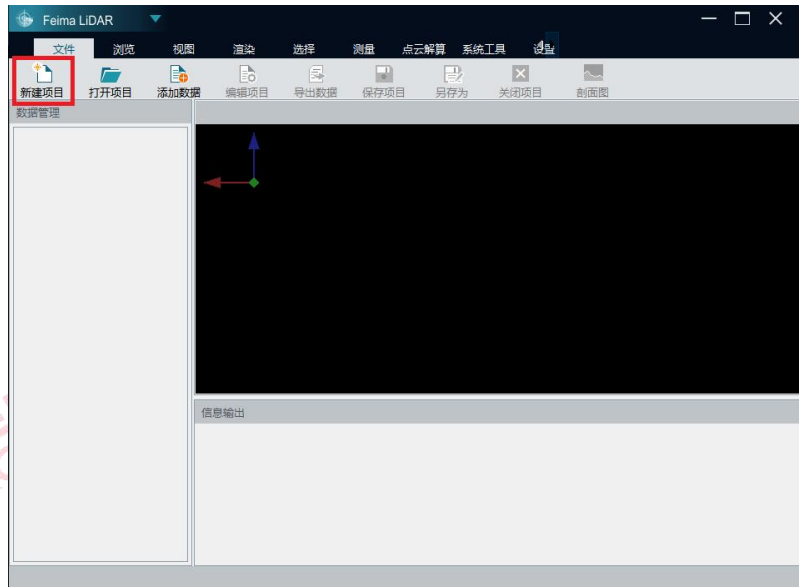 Feima LiDAR
文件 浏览 视图 渲染 选择 测量 点云解算 系统工具 设置
新建项目 打开项目 添加数据 编辑项目 导出数据 保存项目 另存为 关闭项目 剖面图
数据管理
信息输出